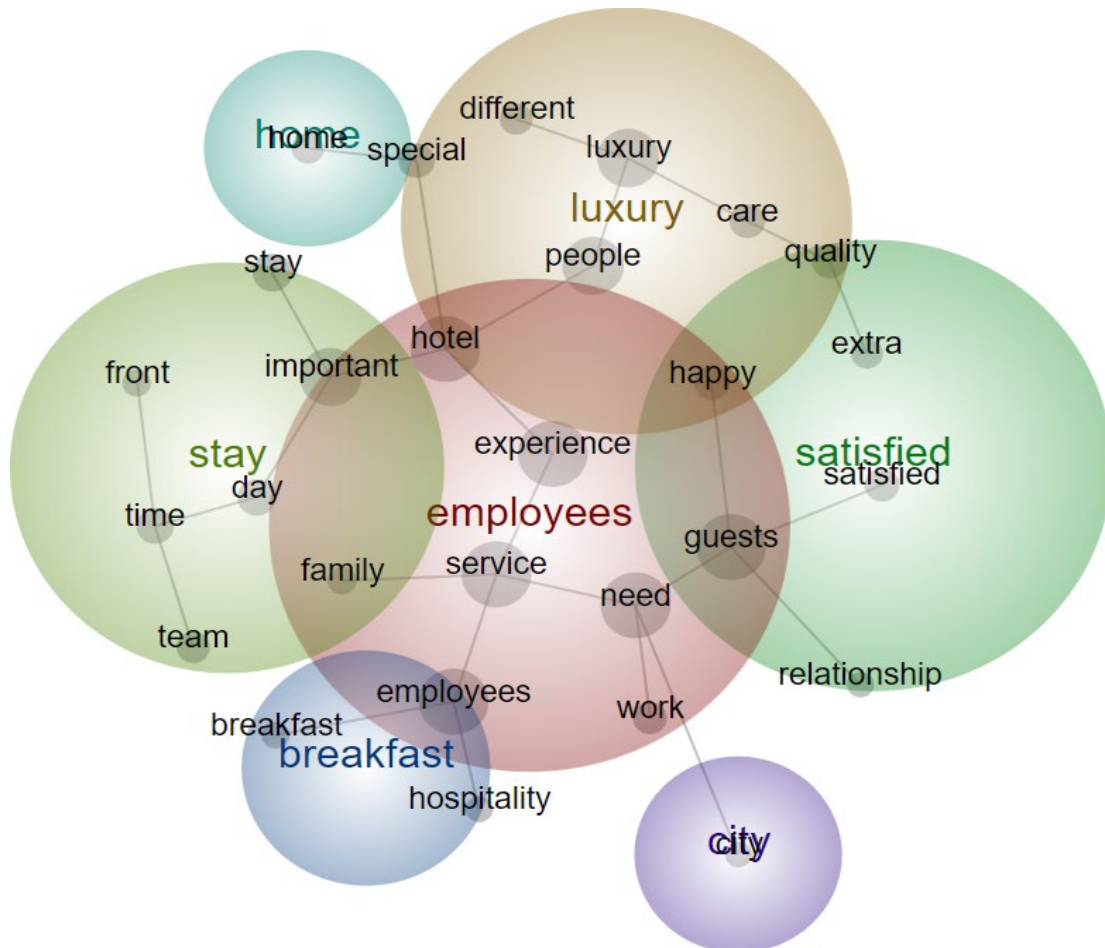 different
home
home
special
luxury
luxury
care
people
quality
stay
hotel
extra
front
important
happy
experience
stay
satisfied
satisfied
day
time
employees
guests
service
family
need
team
relationship
employees
work
breakfast
breakfast
hospitality
city
city